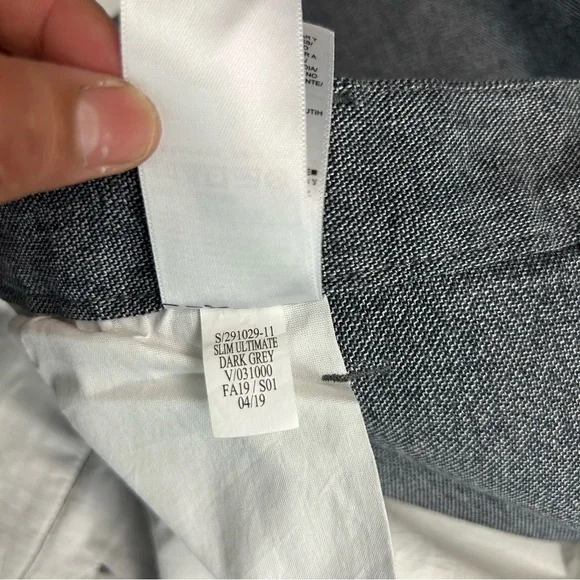 S/291029-11
SLIM ULTIMATE
DARK GREY
V/031000
FA19 / S01
04/19